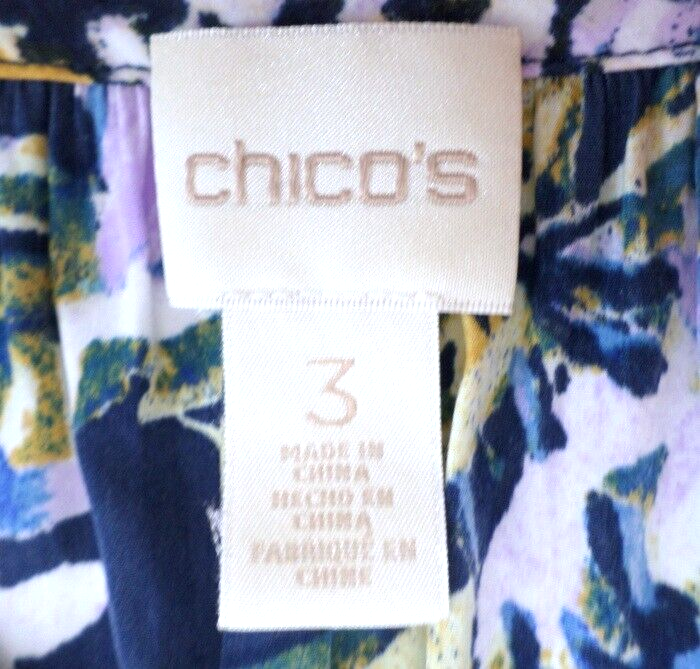 chico's
3
MADE IN
CHINA
HECHO EN
CHINA
FABRIQUE EN
CHINE